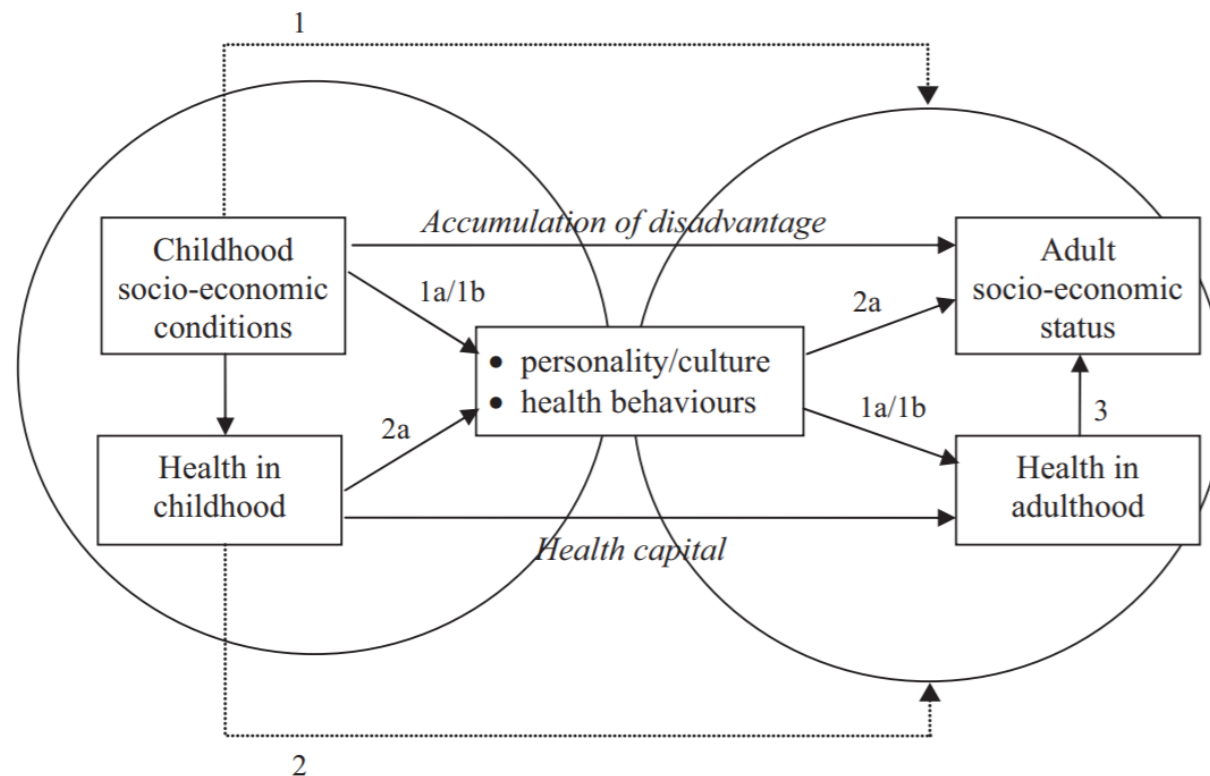 1
Accumulation of disadvantage
Childhood
socio-economic
conditions
Adult
socio-economic
status
1a/1b
2a
• personality/culture
• health behaviours
2a
1a/1b
3
Health in
childhood
Health in
adulthood
Health capital
2